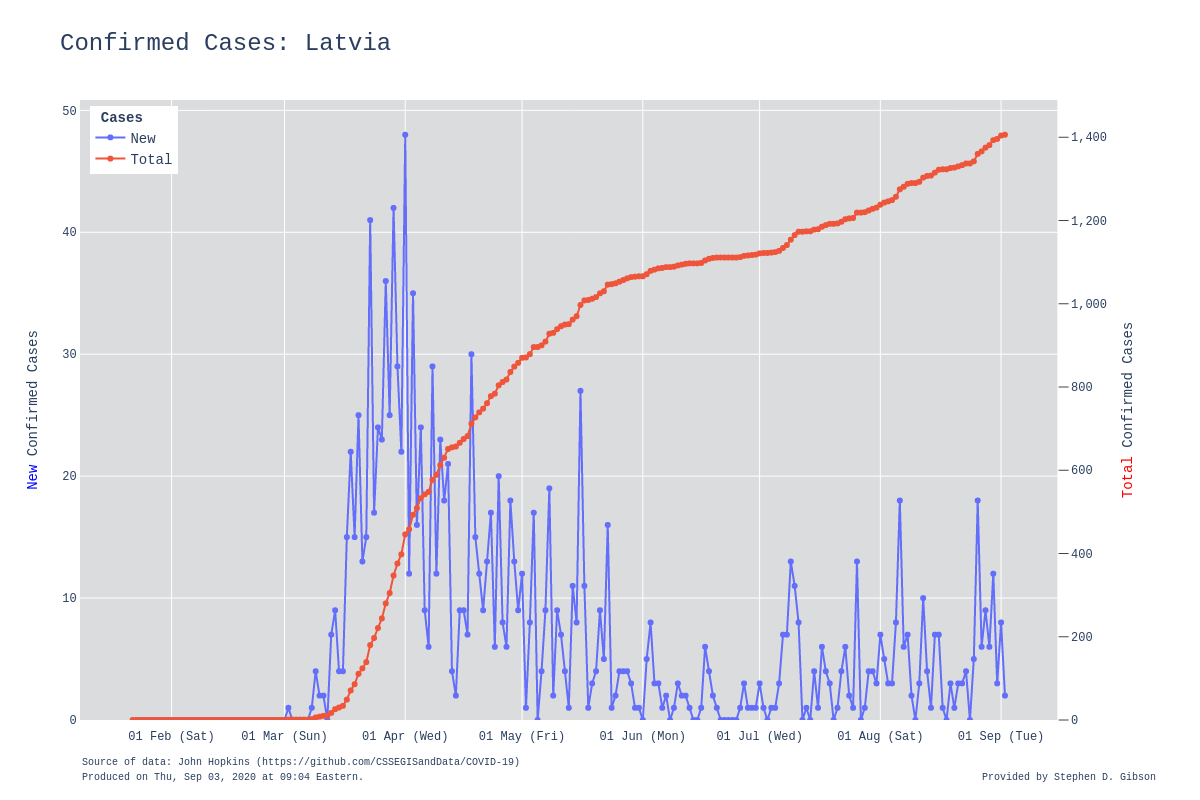 Confirmed Cases: Latvia
Cases
New
Total
50
40
30
20
10
0
New Confirmed Cases
1,400
1,200
1,000
800
600
400
200
0
Total Confirmed Cases
01 Feb (Sat)
01 Mar (Sun)
01 Apr (Wed)
01 May (Fri)
01 Jun (Mon)
01 Jul (Wed)
01 Aug (Sat)
01 Sep (Tue)
Source of data: John Hopkins (https://github.com/CSSEGISandData/COVID-19)
Produced on Thu, Sep 03, 2020 at 09:04 Eastern.
Provided by Stephen D. Gibson